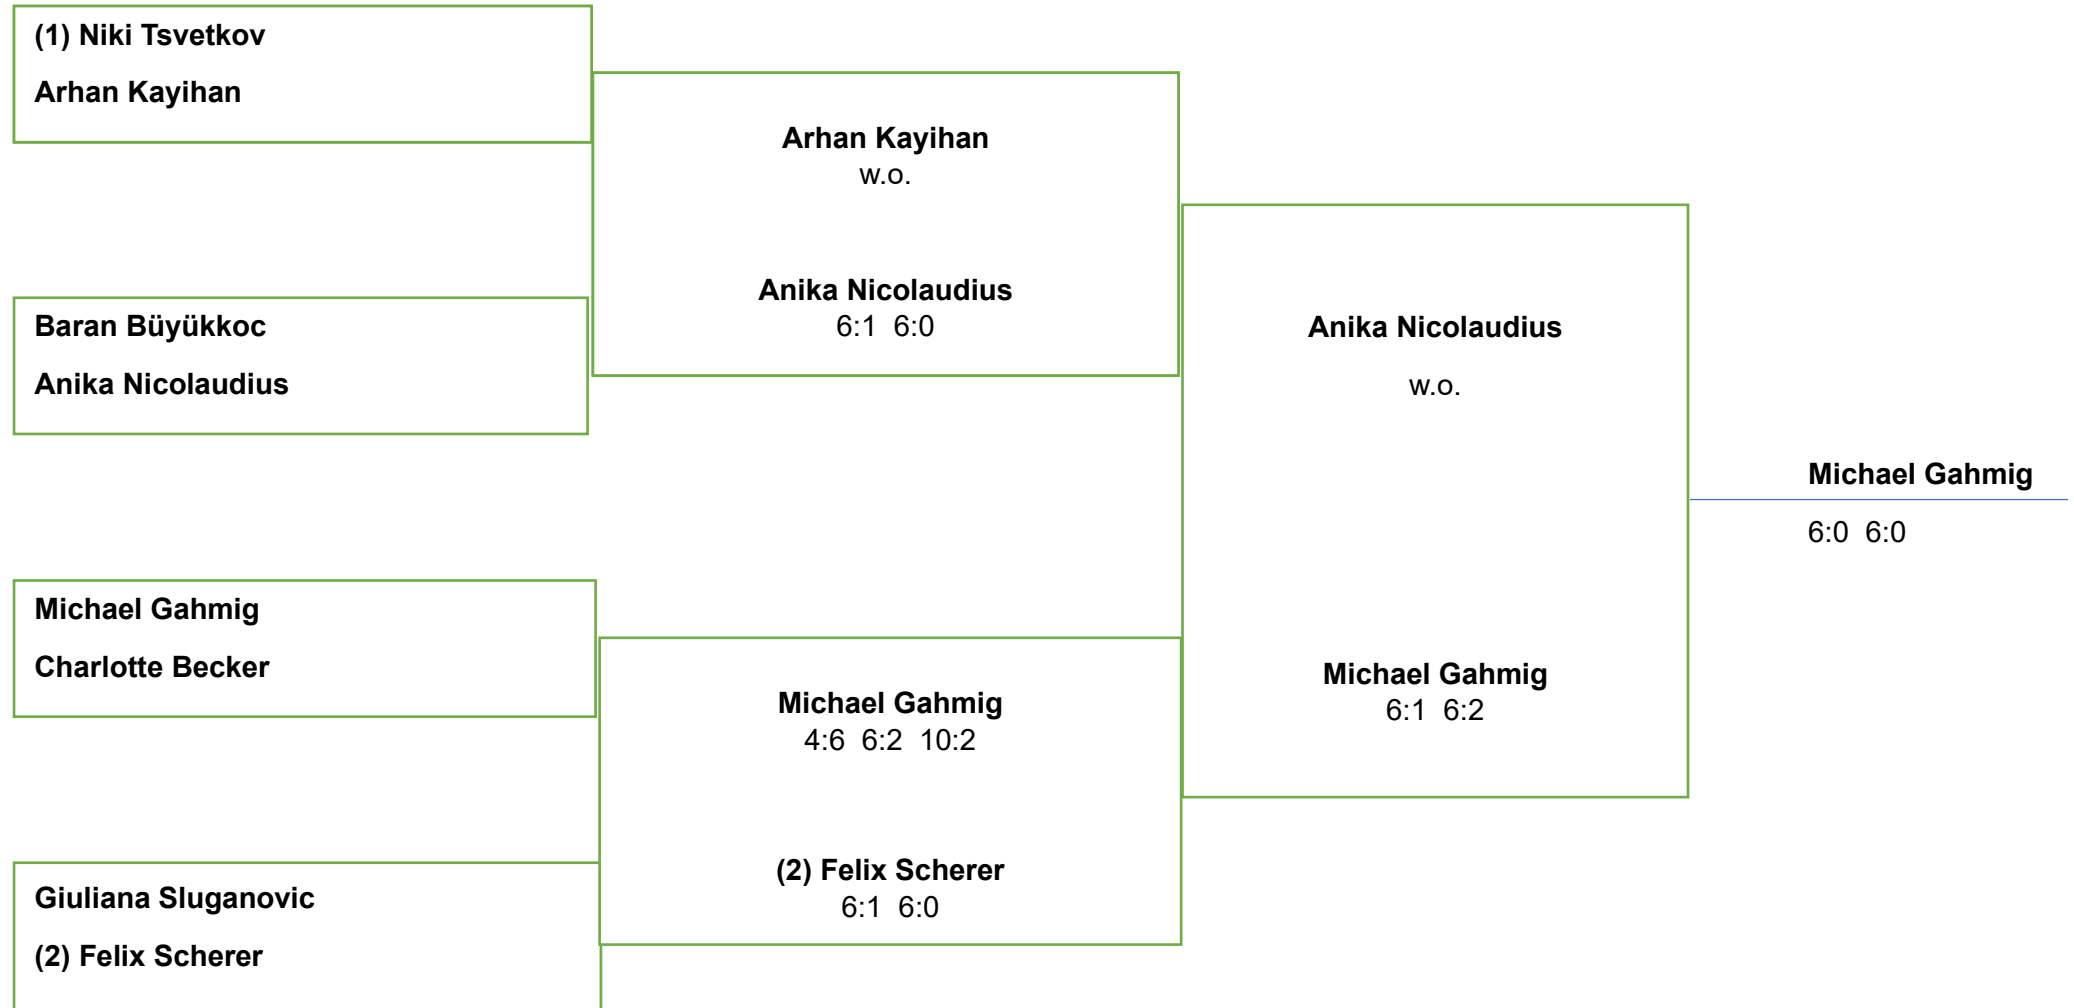 (1) Niki Tsvetkov
Arhan Kayihan
Arhan Kayihan
w.o.
Anika Nicolaudius
6:1 6:0
Baran Büyükkoc
Anika Nicolaudius
Anika Nicolaudius
w.o.
Michael Gahmig
6:0 6:0
Michael Gahmig
Charlotte Becker
Michael Gahmig
4:6 6:2 10:2
Michael Gahmig
6:1 6:2
(2) Felix Scherer
6:1 6:0
Giuliana Sluganovic
(2) Felix Scherer